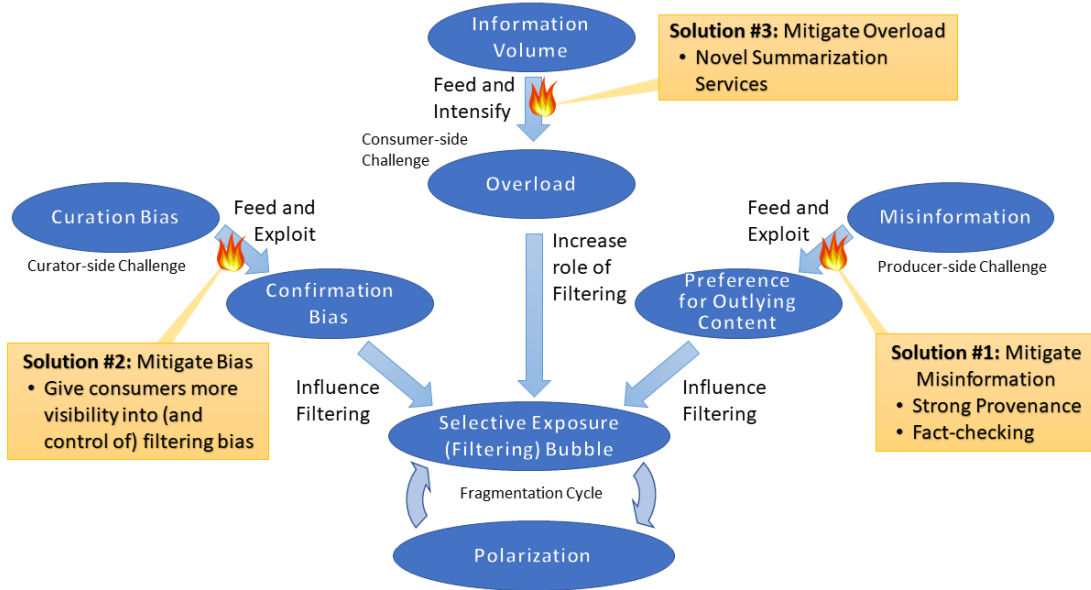 Information
Volume
Solution #3: Mitigate Overload
• Novel Summarization
Services
Feed and
Intensify
Consumer-side
Challenge
Overload
Curation Bias
Curator-side Challenge
Feed and
Exploit
Confirmation
Bias
Increase
role of
Filtering
Feed and
Exploit
Misinformation
Producer-side Challenge
Preference
for Outlying
Content
Solution #2: Mitigate Bias
• Give consumers more
visibility into (and
control of) filtering bias
Influence
Filtering
Influence
Filtering
Solution #1: Mitigate
Misinformation
• Strong Provenance
• Fact-checking
Selective Exposure
(Filtering) Bubble
Fragmentation Cycle
Polarization